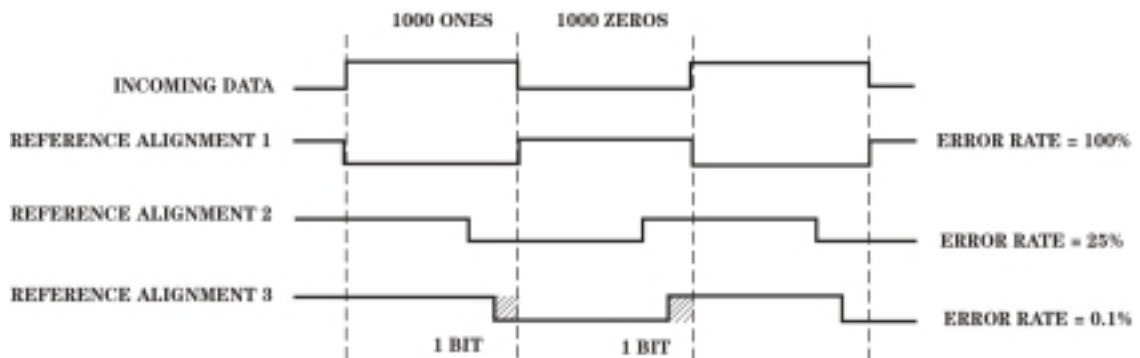 1000 ONES 1000 ZEROS
INCOMING DATA
REFERENCE ALIGNMENT 1 ERROR RATE = 100%
REFERENCE ALIGNMENT 2 ERROR RATE = 25%
REFERENCE ALIGNMENT 3 ERROR RATE = 0.1%
1 BIT 1 BIT